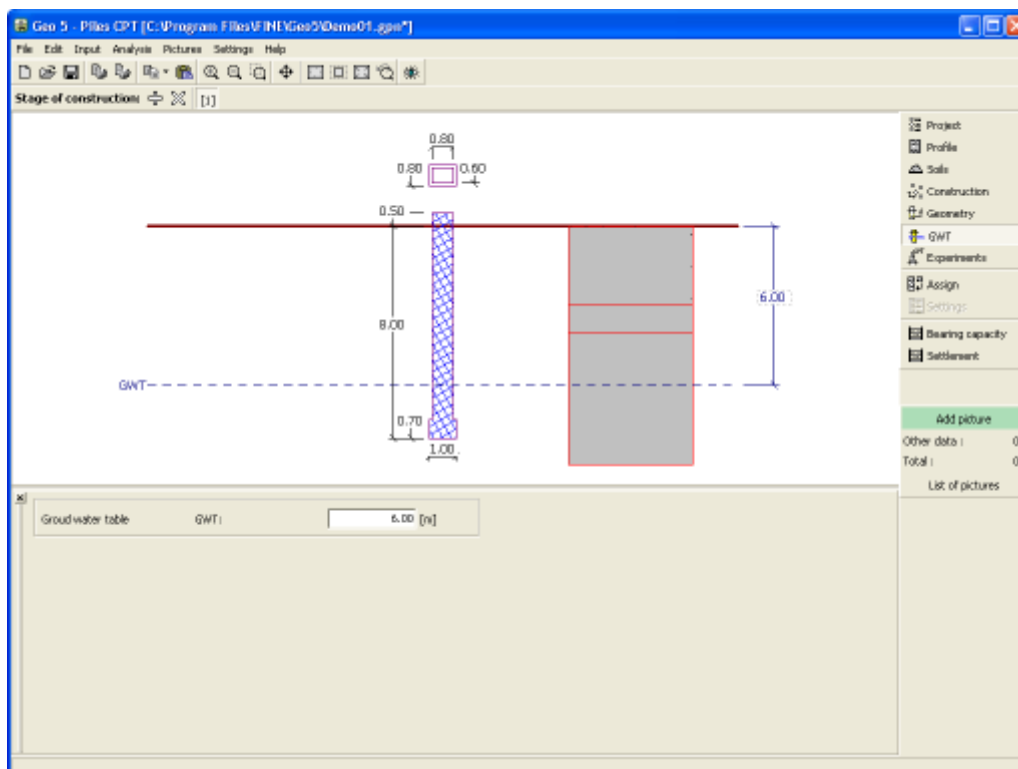 Geo 5 - Piles CPT [C:\Program Files\FINE\Geo5\Demo01.gpn*]
File Edit Input Analysis Pictures Settings Help
Stage of construction: [1]
0.80
0.80 0.60
0.50
8.00
6.00
GWT
0.70
1.00
Project
Profile
Soils
Construction
Geometry
GWT
Experiments
Assign
Settings
Bearing capacity
Settlement
Add picture
Other data : 0
Total : 0
List of pictures
Groud water table GWT: 6.00 [m]